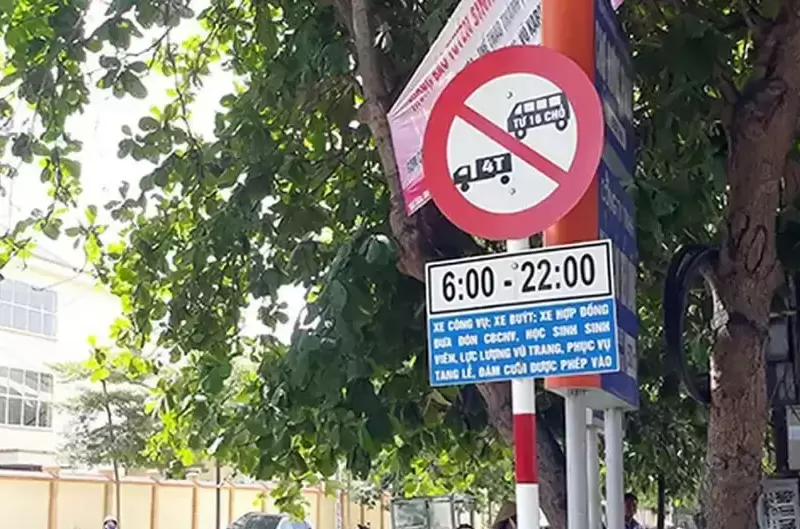 TỪ 16 CHỖ
4T
6:00 - 22:00
XE CÔNG VỤ; XE BUÝT; XE HỢP ĐỒNG
ĐƯA ĐÓN CBCNV, HỌC SINH SINH
VIÊN, LỰC LƯỢNG VŨ TRANG, PHỤC VỤ
TANG LỄ, ĐÁM CƯỚI ĐƯỢC PHÉP VÀO